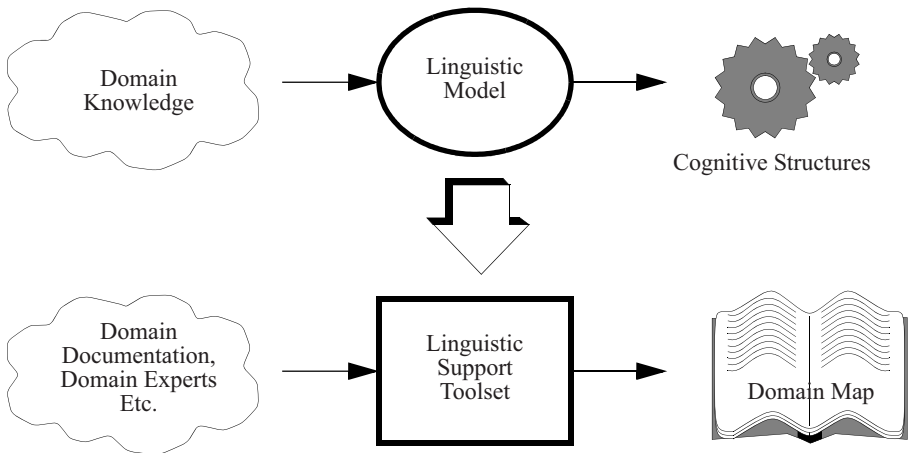 Domain
Knowledge
Linguistic
Model
Cognitive Structures
Domain
Documentation,
Domain Experts
Etc.
Linguistic
Support
Toolset
Domain Map